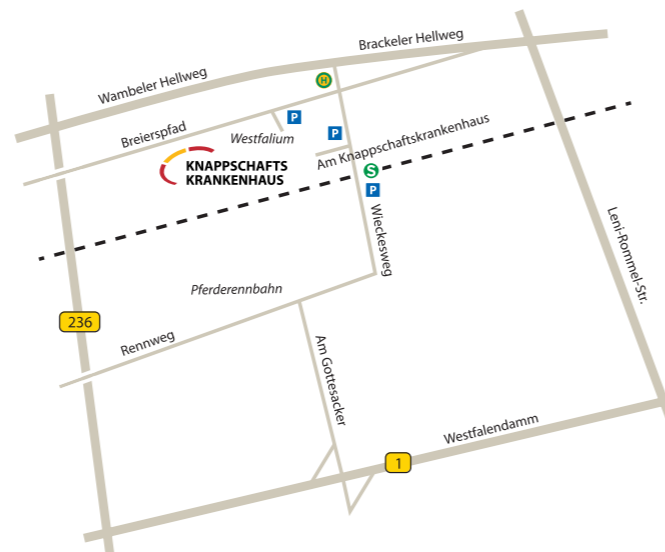 Brackeler Hellweg
Wambeler Hellweg
H
P
Breierspfad
Westfalium
P
Am Knappschaftskrankenhaus
KNAPPSCHAFTS
KRANKENHAUS
S
P
Wieckesweg
Leni-Rommel-Str.
Pferderennbahn
236
Rennweg
Am Gottesacker
Westfalendamm
1